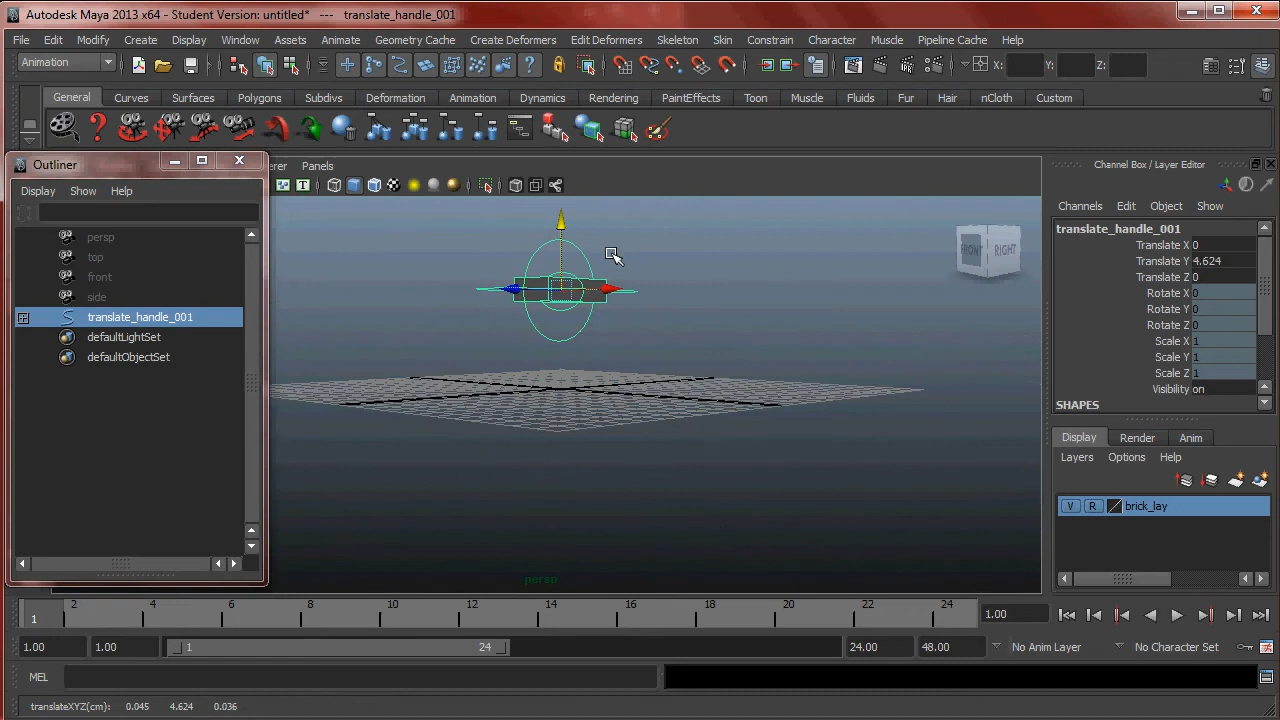 Autodesk Maya 2013 x64 - Student Version: untitled*   ---   translate_handle_001
File Edit Modify Create Display Window Assets Animate Geometry Cache Create Deformers Edit Deformers Skeleton Skin Constrain Character Muscle Pipeline Cache Help
Animation X: Y: Z:
General Curves Surfaces Polygons Subdivs Deformation Animation Dynamics Rendering PaintEffects Toon Muscle Fluids Fur Hair nCloth Custom
Outliner
Display Show Help
persp
top
front
side
translate_handle_001
defaultLightSet
defaultObjectSet
Panels
FRONT RIGHT
persp
Channel Box / Layer Editor
Channels Edit Object Show
translate_handle_001
Translate X 0
Translate Y 4.624
Translate Z 0
Rotate X 0
Rotate Y 0
Rotate Z 0
Scale X 1
Scale Y 1
Scale Z 1
Visibility on
SHAPES
Display Render Anim
Layers Options Help
V R brick_lay
1 2 4 6 8 10 12 14 16 18 20 22 24 1.00
1.00 1.00 1 24 24.00 48.00 No Anim Layer No Character Set
MEL
translateXYZ(cm): 0.045 4.624 0.036